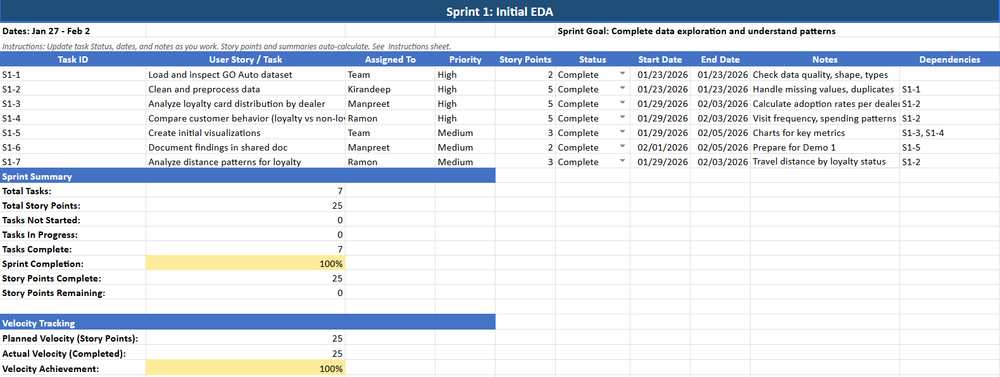 Sprint 1: Initial EDA
Dates: Jan 27 - Feb 2 Sprint Goal: Complete data exploration and understand patterns
Instructions: Update task Status, dates, and notes as you work. Story points and summaries auto-calculate. See Instructions sheet.
Task ID User Story / Task Assigned To Priority Story Points Status Start Date End Date Notes Dependencies
S1-1 Load and inspect GO Auto dataset Team High 2 Complete 01/23/2026 01/23/2026 Check data quality, shape, types
S1-2 Clean and preprocess data Kirandeep High 5 Complete 01/23/2026 01/23/2026 Handle missing values, duplicates S1-1
S1-3 Analyze loyalty card distribution by dealer Manpreet High 5 Complete 01/29/2026 02/03/2026 Calculate adoption rates per dealer S1-2
S1-4 Compare customer behavior (loyalty vs non-lo Ramon High 5 Complete 01/29/2026 02/03/2026 Visit frequency, spending patterns S1-2
S1-5 Create initial visualizations Team Medium 3 Complete 01/29/2026 02/05/2026 Charts for key metrics S1-3, S1-4
S1-6 Document findings in shared doc Manpreet Medium 2 Complete 02/01/2026 02/05/2026 Prepare for Demo 1 S1-5
S1-7 Analyze distance patterns for loyalty Ramon Medium 3 Complete 01/29/2026 02/03/2026 Travel distance by loyalty status S1-2
Sprint Summary
Total Tasks: 7
Total Story Points: 25
Tasks Not Started: 0
Tasks In Progress: 0
Tasks Complete: 7
Sprint Completion: 100%
Story Points Complete: 25
Story Points Remaining: 0
Velocity Tracking
Planned Velocity (Story Points): 25
Actual Velocity (Completed): 25
Velocity Achievement: 100%